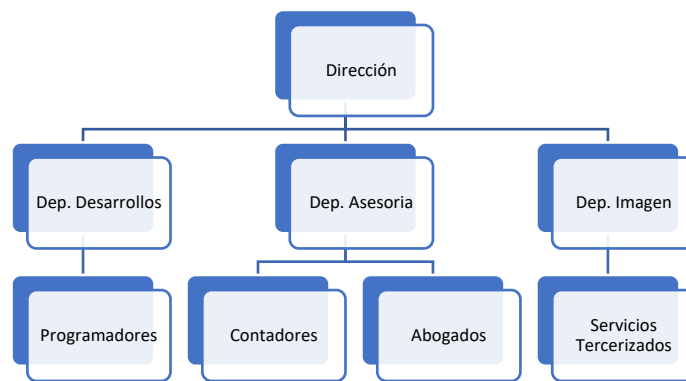 Dirección
Dep. Desarrollos
Dep. Asesoria
Dep. Imagen
Programadores
Contadores
Abogados
Servicios
Tercerizados